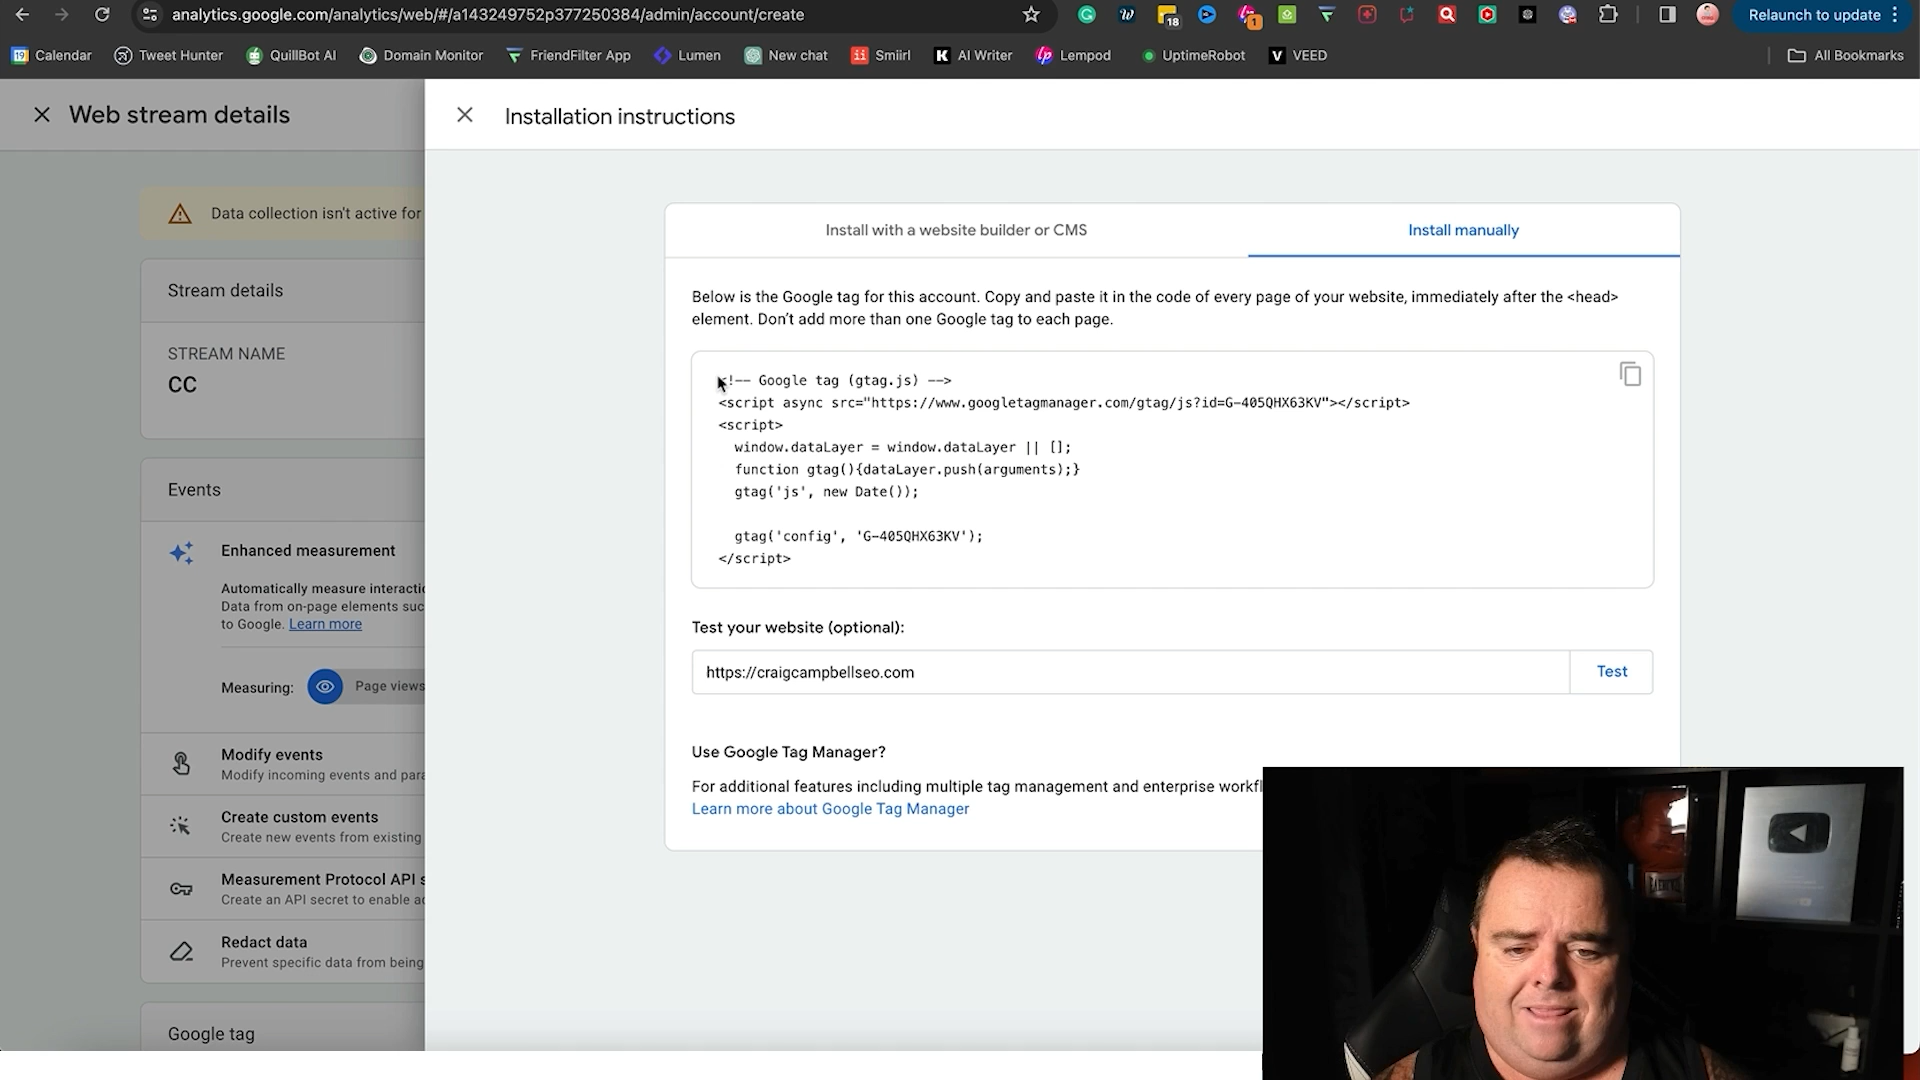 analytics.google.com/analytics/web/#/a143249752p377250384/admin/account/create
18
1
Relaunch to update
19 Calendar
Tweet Hunter
QuillBot AI
Domain Monitor
FriendFilter App
Lumen
New chat
ii Smiirl
K AI Writer
lp Lempod
UptimeRobot
V VEED
All Bookmarks
Web stream details
Data collection isn't active for
Stream details
STREAM NAME
CC
Events
Enhanced measurement
Automatically measure interactio
Data from on-page elements suc
to Google. Learn more
Measuring: Page views
Modify events
Modify incoming events and para
Create custom events
Create new events from existing
Measurement Protocol API s
Create an API secret to enable ad
Redact data
Prevent specific data from being
Google tag
Installation instructions
Install with a website builder or CMS
Install manually
Below is the Google tag for this account. Copy and paste it in the code of every page of your website, immediately after the <head>
element. Don't add more than one Google tag to each page.
<!-- Google tag (gtag.js) -->
<script async src="https://www.googletagmanager.com/gtag/js?id=G-405QHX63KV"></script>
<script>
window.dataLayer = window.dataLayer || [];
function gtag(){dataLayer.push(arguments);}
gtag('js', new Date());
gtag('config', 'G-405QHX63KV');
</script>
Test your website (optional):
https://craigcampbellseo.com
Test
Use Google Tag Manager?
For additional features including multiple tag management and enterprise workfl
Learn more about Google Tag Manager